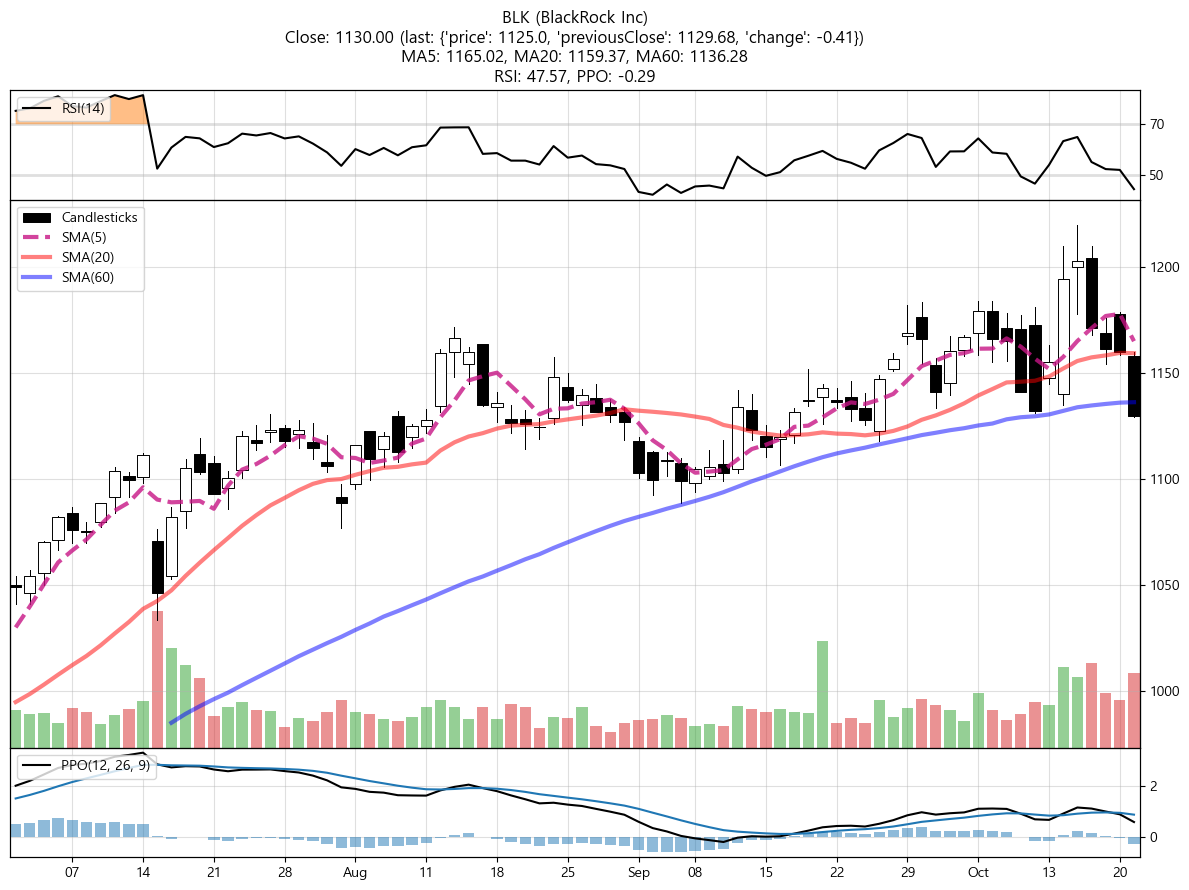 BLK (BlackRock Inc)
Close: 1130.00 (last: {'price': 1125.0, 'previousClose': 1129.68, 'change': -0.41})
MA5: 1165.02, MA20: 1159.37, MA60: 1136.28
RSI: 47.57, PPO: -0.29
RSI(14)
70
50
Candlesticks
SMA(5)
SMA(20)
SMA(60)
1200
1150
1100
1050
1000
PPO(12, 26, 9)
2
0
07 14 21 28 Aug 11 18 25 Sep 08 15 22 29 Oct 13 20